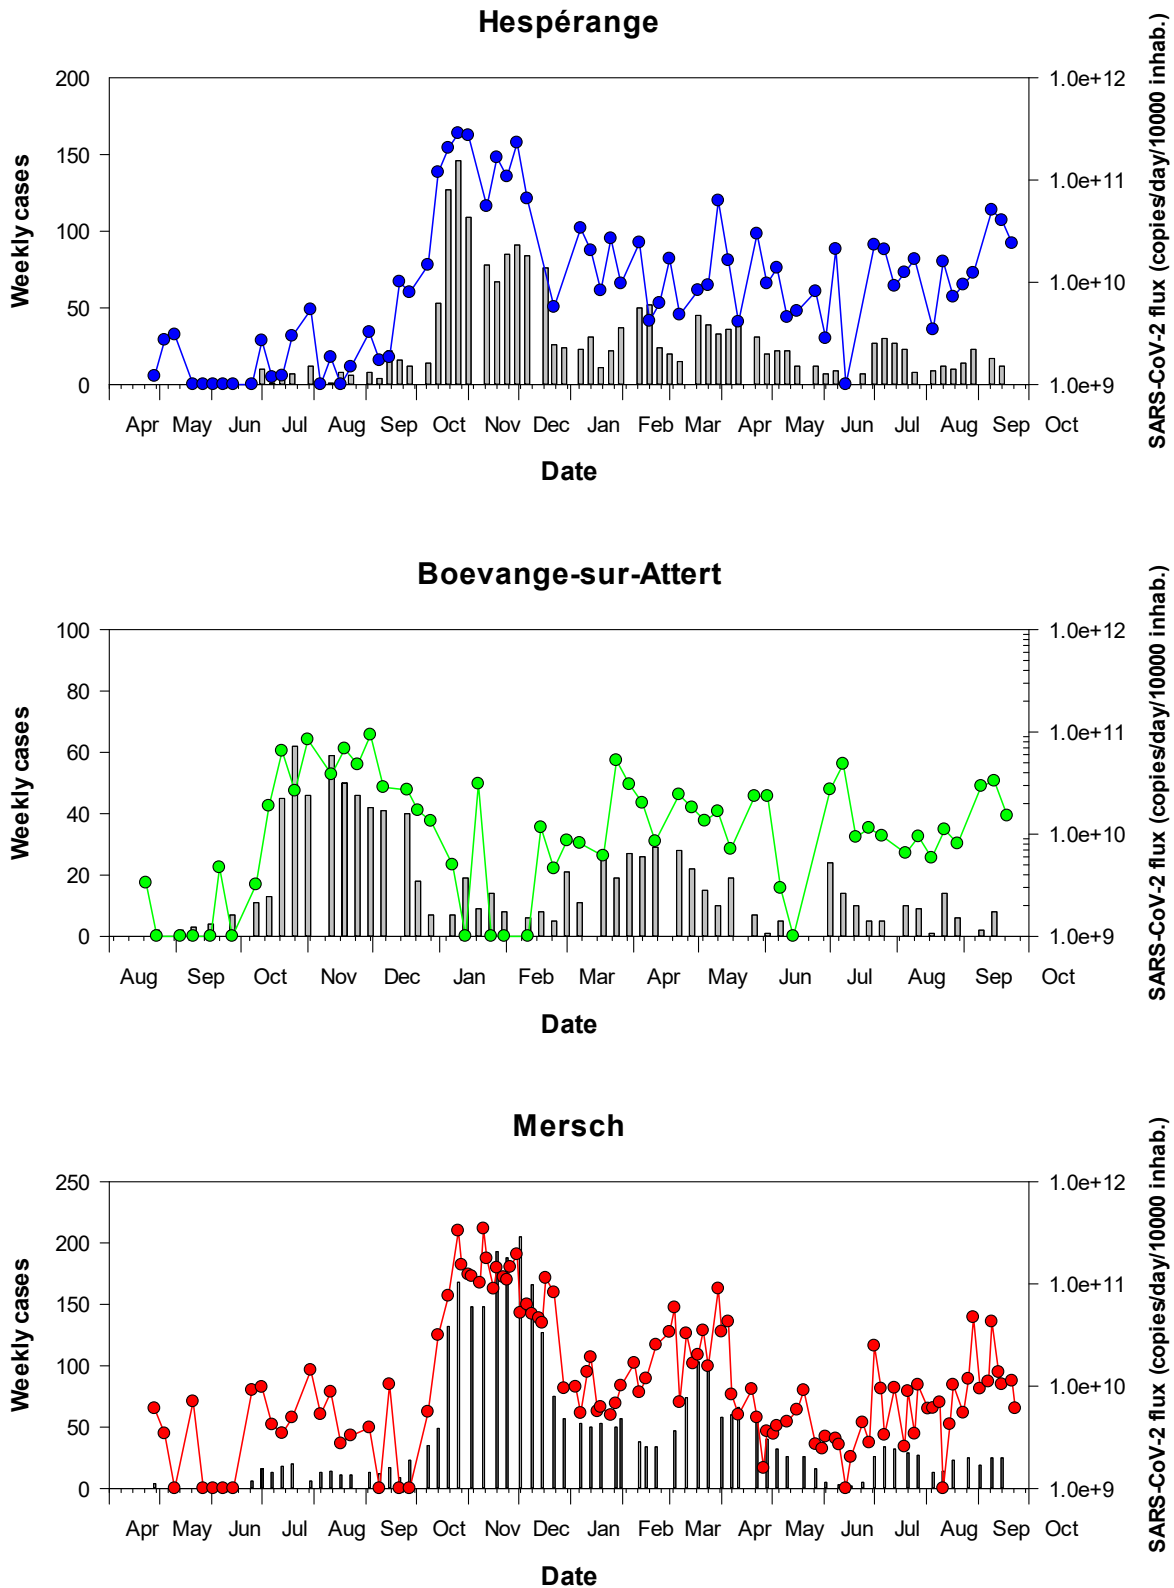 Hespérange
200
150
100
50
0
1.0e+12
1.0e+11
1.0e+10
1.0e+9
Weekly cases
SARS-CoV-2 flux (copies/day/10000 inhab.)
Apr May Jun Jul Aug Sep Oct Nov Dec Jan Feb Mar Apr May Jun Jul Aug Sep Oct
Date
Boevange-sur-Attert
100
80
60
40
20
0
1.0e+12
1.0e+11
1.0e+10
1.0e+9
Weekly cases
SARS-CoV-2 flux (copies/day/10000 inhab.)
Aug Sep Oct Nov Dec Jan Feb Mar Apr May Jun Jul Aug Sep Oct
Date
Mersch
250
200
150
100
50
0
1.0e+12
1.0e+11
1.0e+10
1.0e+9
Weekly cases
SARS-CoV-2 flux (copies/day/10000 inhab.)
Apr May Jun Jul Aug Sep Oct Nov Dec Jan Feb Mar Apr May Jun Jul Aug Sep Oct
Date